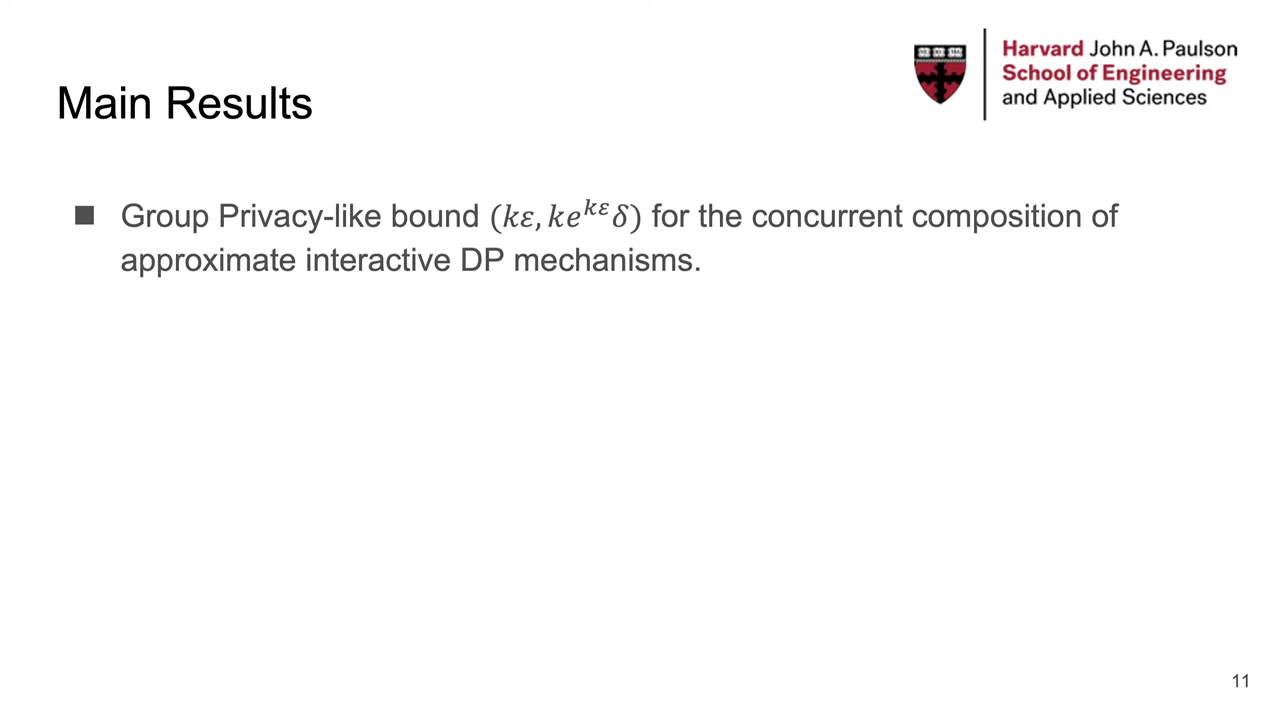 Harvard John A. Paulson
School of Engineering
and Applied Sciences
Main Results
■ Group Privacy-like bound (𝑘𝜀, 𝑘𝑒^{𝑘𝜀}𝛿) for the concurrent composition of
approximate interactive DP mechanisms.
11